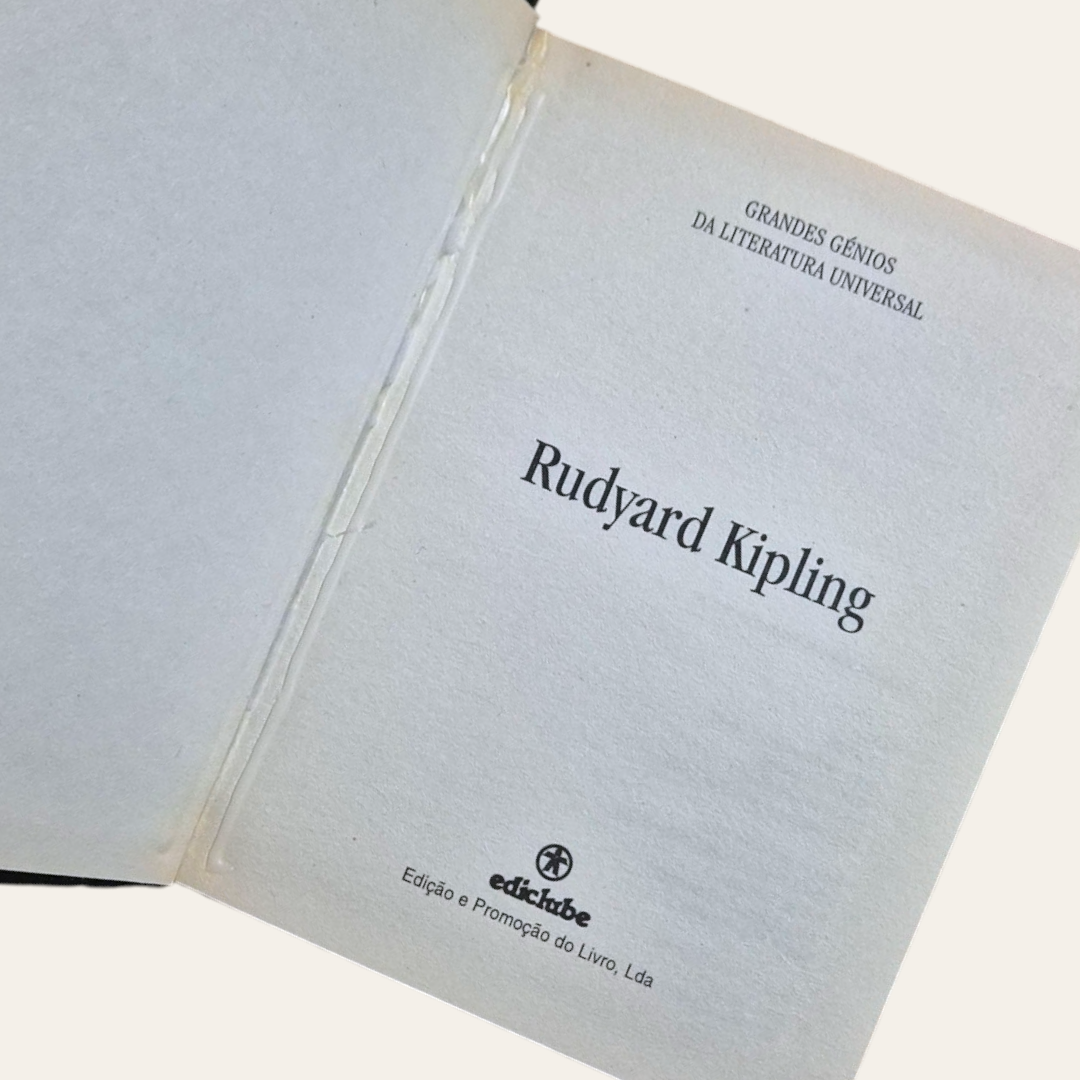 GRANDES GÉNIOS
DA LITERATURA UNIVERSAL
Rudyard Kipling
ediclube
Edição e Promoção do Livro, Lda